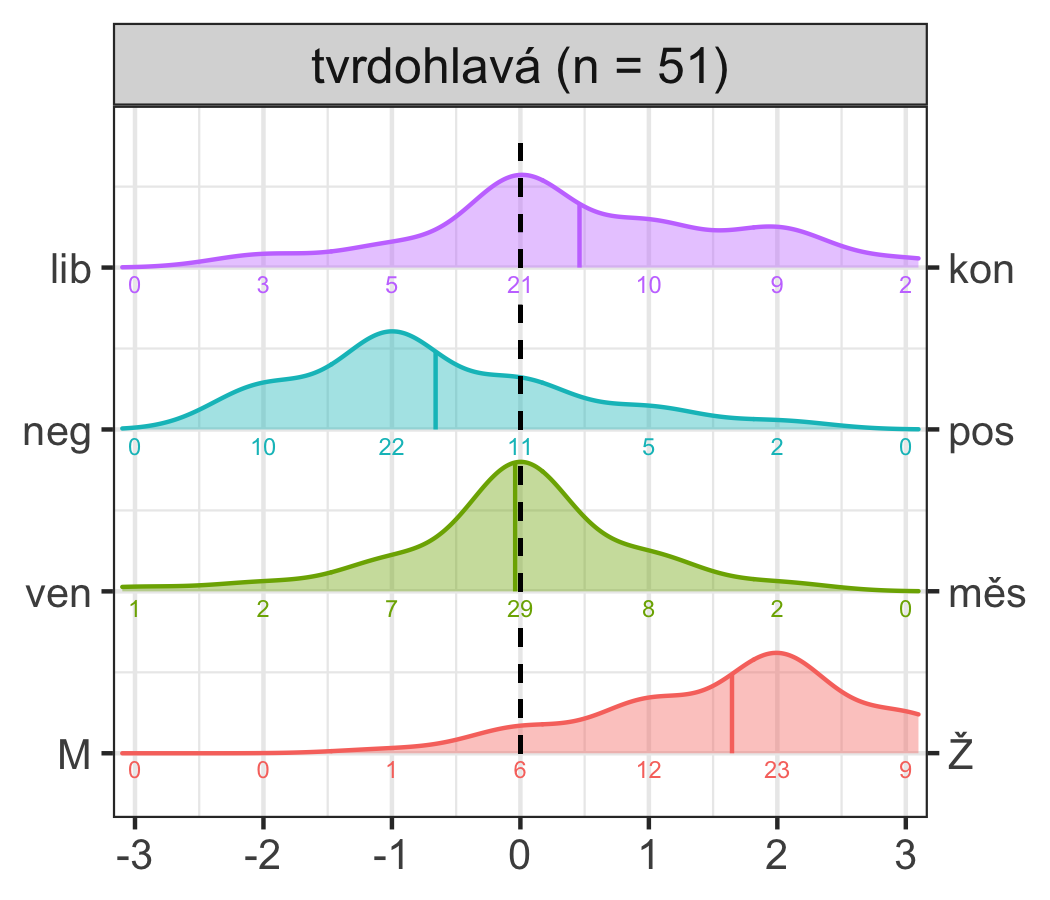 tvrdohlavá (n = 51)
lib kon
0 3 5 21 10 9 2
neg pos
0 10 22 11 5 2 0
ven měs
1 2 7 29 8 2 0
M Ž
0 0 1 6 12 23 9
-3 -2 -1 0 1 2 3